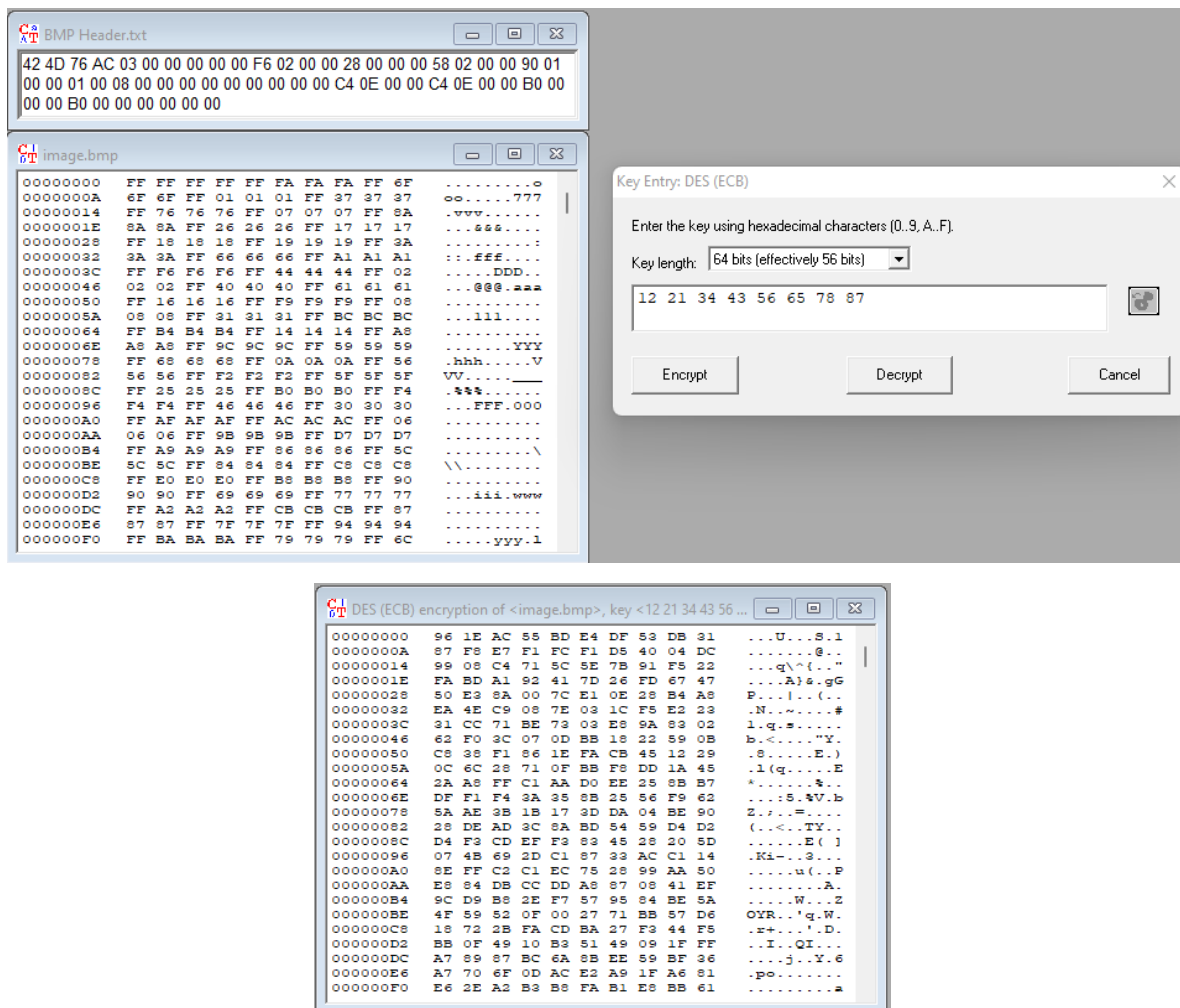 BMP Header.txt
42 4D 76 AC 03 00 00 00 00 00 F6 02 00 00 28 00 00 00 58 02 00 00 90 01
00 00 01 00 08 00 00 00 00 00 00 00 00 00 C4 0E 00 00 C4 0E 00 00 B0 00
00 00 B0 00 00 00 00 00 00 00
image.bmp
00000000 FF FF FF FF FF FA FA FA FF 6F .........o
0000000A 6F 6F FF 01 01 01 FF 37 37 37 oo.....777
00000014 FF 76 76 76 FF 07 07 07 FF 8A .vvv......
0000001E 8A 8A FF 26 26 26 FF 17 17 17 ...&&&....
00000028 FF 18 18 18 FF 19 19 19 FF 3A .........:
00000032 3A 3A FF 66 66 66 FF A1 A1 A1 ::.fff....
0000003C FF F6 F6 F6 FF 44 44 44 FF 02 .....DDD..
00000046 02 02 FF 40 40 40 FF 61 61 61 ...@@@.aaa
00000050 FF 16 16 16 FF F9 F9 F9 FF 08 ..........
0000005A 08 08 FF 31 31 31 FF BC BC BC ...111....
00000064 FF B4 B4 B4 FF 14 14 14 FF A8 ..........
0000006E A8 A8 FF 9C 9C 9C FF 59 59 59 .......YYY
00000078 FF 68 68 68 FF 0A 0A 0A FF 56 .hhh.....V
00000082 56 56 FF F2 F2 F2 FF 5F 5F 5F VV.....___
0000008C FF 25 25 25 FF B0 B0 B0 FF F4 .%%%......
00000096 F4 F4 FF 46 46 46 FF 30 30 30 ...FFF.000
000000A0 FF AF AF AF FF AC AC AC FF 06 ..........
000000AA 06 06 FF 9B 9B 9B FF D7 D7 D7 ..........
000000B4 FF A9 A9 A9 FF 86 86 86 FF 5C .........\
000000BE 5C 5C FF 84 84 84 FF C8 C8 C8 \\........
000000C8 FF E0 E0 E0 FF B8 B8 B8 FF 90 ..........
000000D2 90 90 FF 69 69 69 FF 77 77 77 ...iii.www
000000DC FF A2 A2 A2 FF CB CB CB FF 87 ..........
000000E6 87 87 FF 7F 7F 7F FF 94 94 94 ..........
000000F0 FF BA BA BA FF 79 79 79 FF 6C .....yyy.l
Key Entry: DES (ECB)
Enter the key using hexadecimal characters (0..9, A..F).
Key length: 64 bits (effectively 56 bits)
12 21 34 43 56 65 78 87
Encrypt Decrypt Cancel
DES (ECB) encryption of <image.bmp>, key <12 21 34 43 56 ...
00000000 96 1E AC 55 BD E4 DF 53 DB 31 ...U...S.1
0000000A 87 F8 E7 F1 FC F1 D5 40 04 DC .......@..
00000014 99 08 C4 71 5C 5E 7B 91 F5 22 ...q\^{.."
0000001E FA BD A1 92 41 7D 26 FD 67 47 ....A}&.gG
00000028 50 E3 8A 00 7C E1 0E 28 B4 A8 P...|..(..
00000032 EA 4E C9 08 7E 03 1C F5 E2 23 .N..~....#
0000003C 31 CC 71 BE 73 03 E8 9A 83 02 1.q.s.....
00000046 62 F0 3C 07 0D BB 18 22 59 0B b.<...."Y.
00000050 C8 38 F1 86 1E FA CB 45 12 29 .8.....E.)
0000005A 0C 6C 28 71 0F BB F8 DD 1A 45 .l(q.....E
00000064 2A A8 FF C1 AA D0 EE 25 8B B7 *......%..
0000006E DF F1 F4 3A 35 8B 25 56 F9 62 ...:5.%V.b
00000078 5A AE 3B 1B 17 3D DA 04 BE 90 Z.;..=....
00000082 28 DE AD 3C 8A BD 54 59 D4 D2 (..<..TY..
0000008C D4 F3 CD EF F3 83 45 28 20 5D ......E( ]
00000096 07 4B 69 2D C1 87 33 AC C1 14 .Ki-..3...
000000A0 8E FF C2 C1 EC 75 28 99 AA 50 .....u(..P
000000AA E8 84 DB CC DD A8 87 08 41 EF ........A.
000000B4 9C D9 B8 2E F7 57 95 84 BE 5A .....W...Z
000000BE 4F 59 52 0F 00 27 71 BB 57 D6 OYR..'q.W.
000000C8 18 72 2B FA CD BA 27 F3 44 F5 .r+...'.D.
000000D2 BB 0F 49 10 B3 51 49 09 1F FF ..I..QI...
000000DC A7 89 87 BC 6A 8B EE 59 BF 36 ....j..Y.6
000000E6 A7 70 6F 0D AC E2 A9 1F A6 81 .po.......
000000F0 E6 2E A2 B3 B8 FA B1 E8 BB 61 .........a